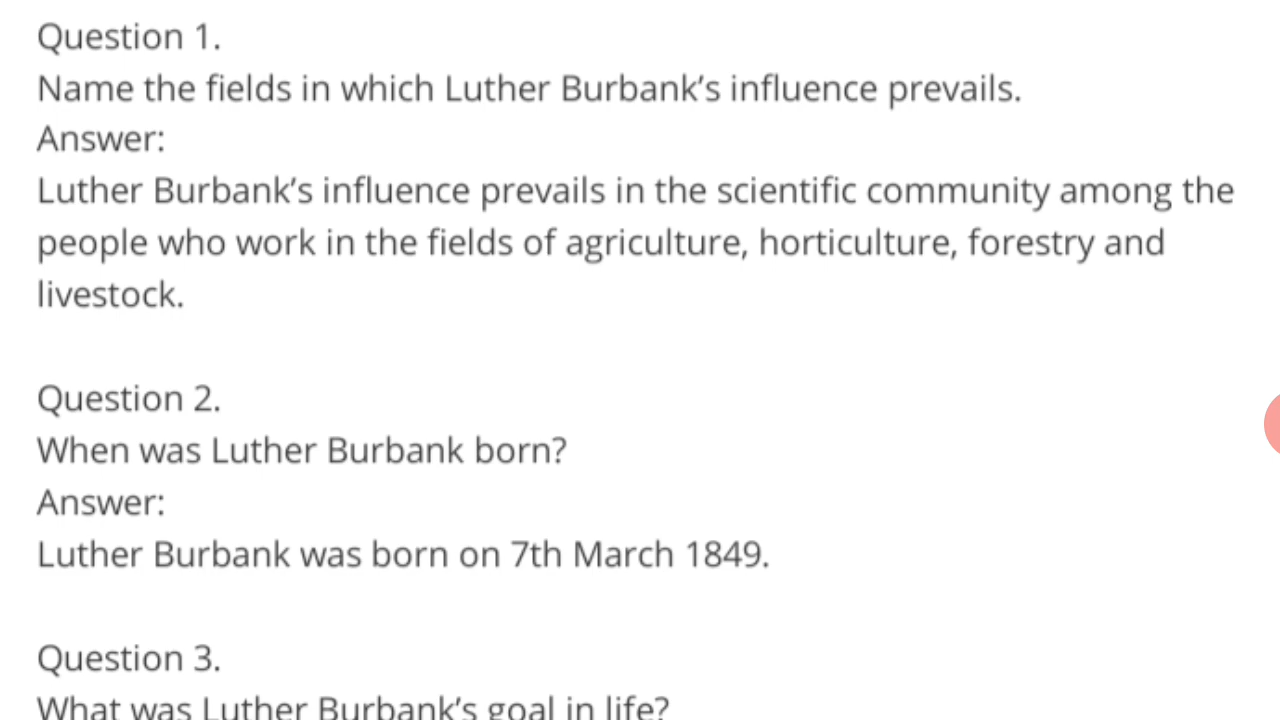 Question 1.
Name the fields in which Luther Burbank’s influence prevails.
Answer:
Luther Burbank’s influence prevails in the scientific community among the
people who work in the fields of agriculture, horticulture, forestry and
livestock.
Question 2.
When was Luther Burbank born?
Answer:
Luther Burbank was born on 7th March 1849.
Question 3.
What was Luther Burbank’s goal in life?